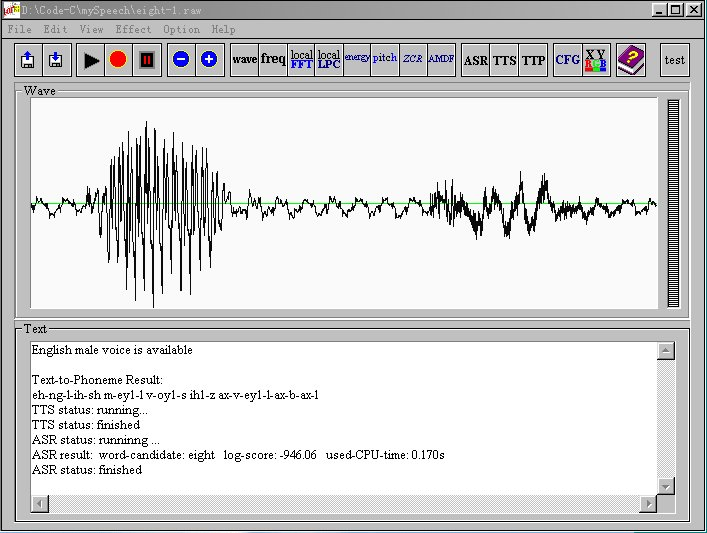 D:\Code-C\mySpeech\eight-1.raw
File Edit View Effect Option Help
wave freq local FFT local LPC energy pitch ZCR AMDF ASR TTS TTP CFG XY RGB ? test
Wave
Text
English male voice is available
Text-to-Phoneme Result:
eh-ng-l-ih-sh m-ey1-l v-oy1-s ih1-z ax-v-ey1-l-ax-b-ax-l
TTS status: running...
TTS status: finished
ASR status: runninng ...
ASR result: word-candidate: eight log-score: -946.06 used-CPU-time: 0.170s
ASR status: finished